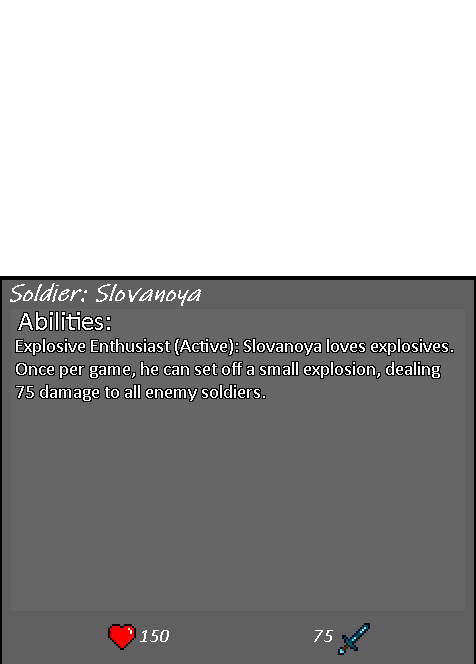 Soldier: Slovanoya
Abilities:
Explosive Enthusiast (Active): Slovanoya loves explosives.
Once per game, he can set off a small explosion, dealing
75 damage to all enemy soldiers.
150 75